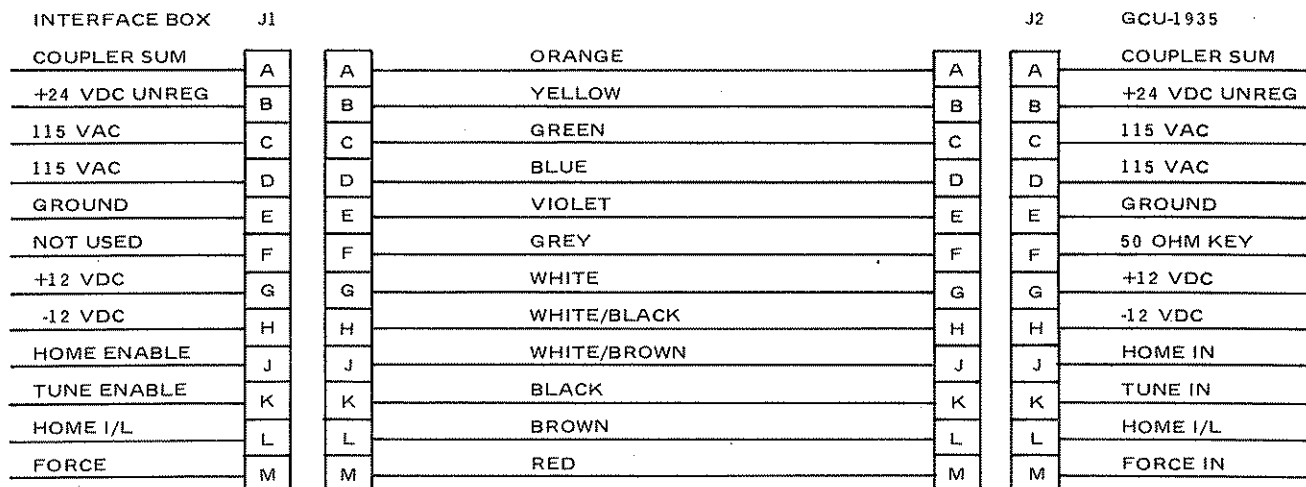 INTERFACE BOX J1 J2 GCU-1935
COUPLER SUM A A ORANGE A A COUPLER SUM
+24 VDC UNREG B B YELLOW B B +24 VDC UNREG
115 VAC C C GREEN C C 115 VAC
115 VAC D D BLUE D D 115 VAC
GROUND E E VIOLET E E GROUND
NOT USED F F GREY F F 50 OHM KEY
+12 VDC G G WHITE G G +12 VDC
-12 VDC H H WHITE/BLACK H H -12 VDC
HOME ENABLE J J WHITE/BROWN J J HOME IN
TUNE ENABLE K K BLACK K K TUNE IN
HOME I/L L L BROWN L L HOME I/L
FORCE M M RED M M FORCE IN